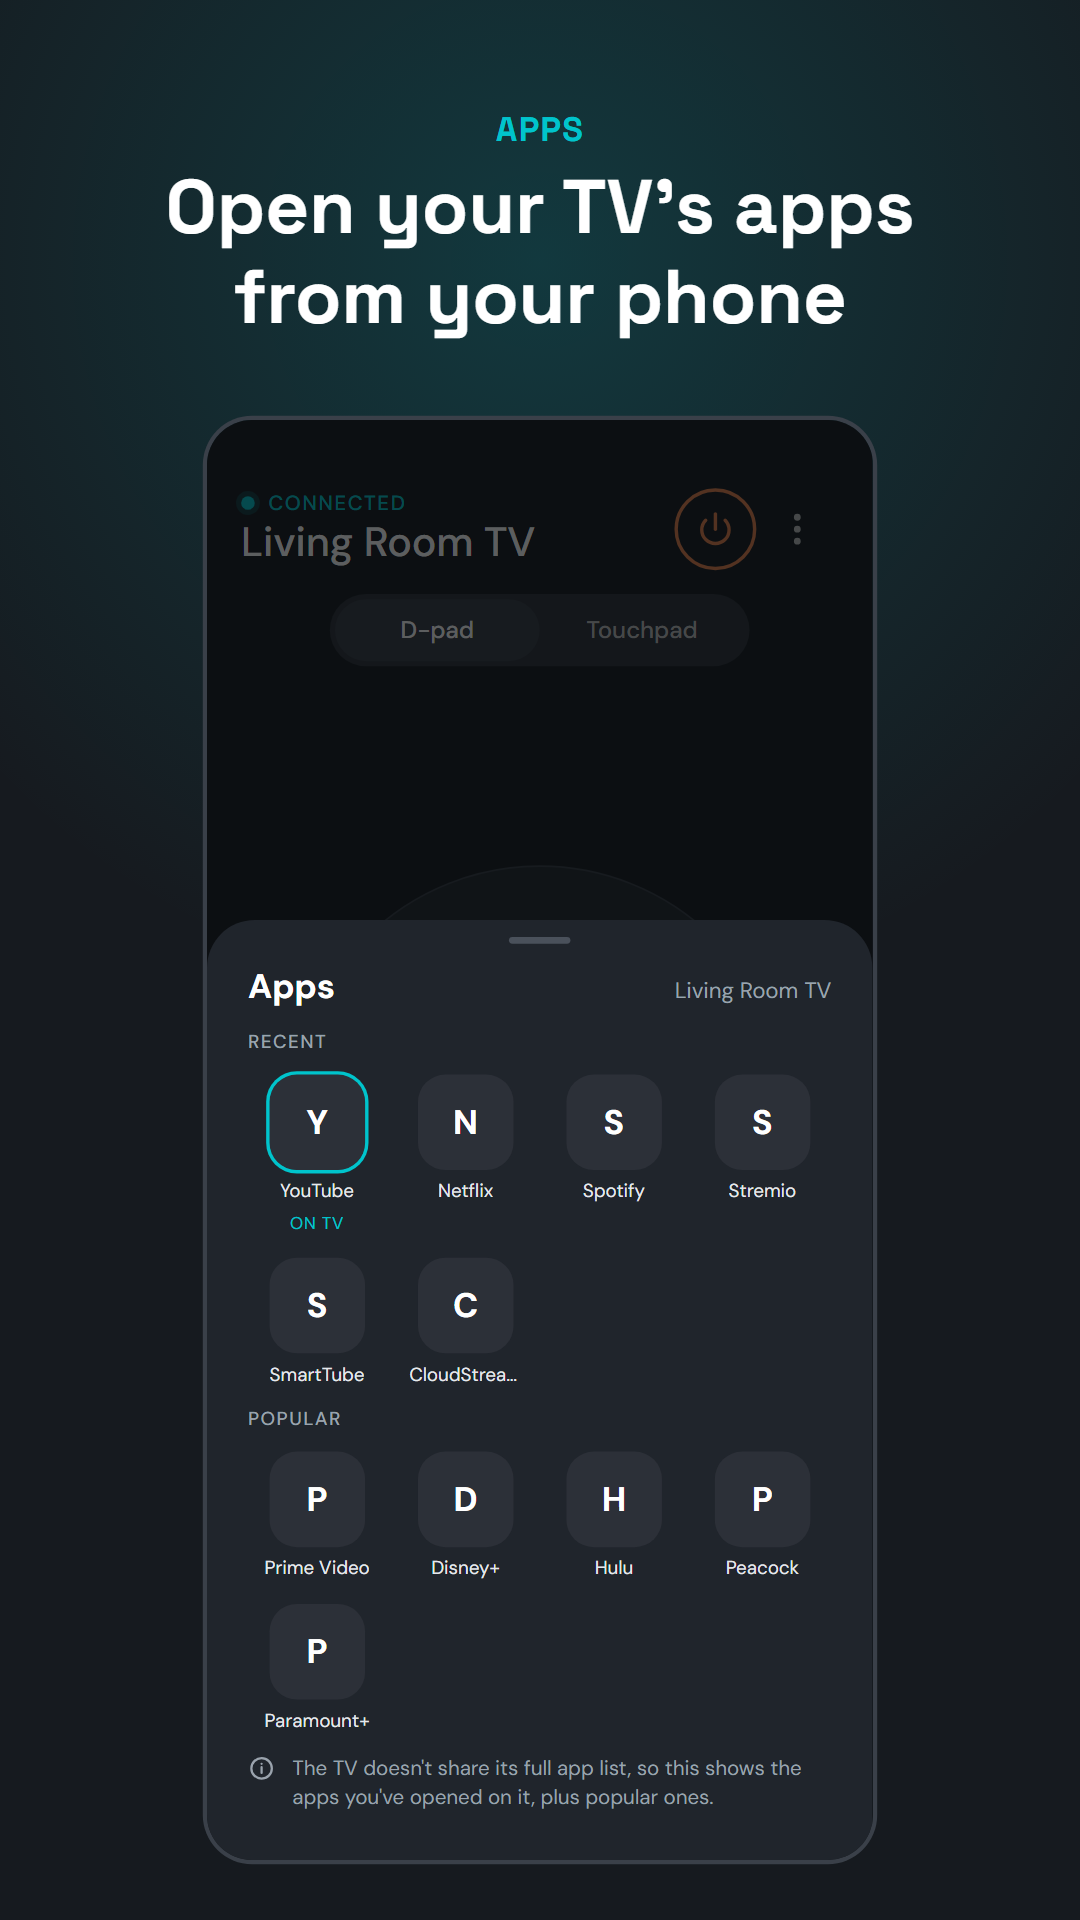 APPS
Open your TV’s apps
from your phone
CONNECTED
Living Room TV
D-pad Touchpad
Apps Living Room TV
RECENT
Y N S S
YouTube Netflix Spotify Stremio
ON TV
S C
SmartTube CloudStrea...
POPULAR
P D H P
Prime Video Disney+ Hulu Peacock
P
Paramount+
The TV doesn't share its full app list, so this shows the
apps you've opened on it, plus popular ones.